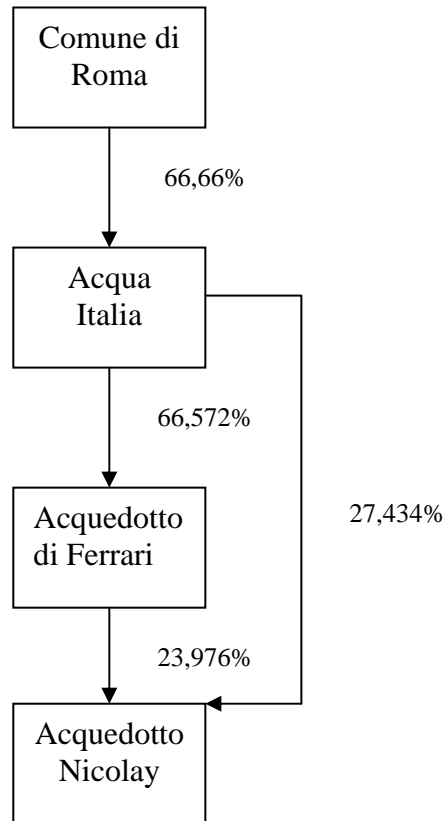 Comune di
Roma
66,66%
Acqua
Italia
66,572%
27,434%
Acquedotto
di Ferrari
23,976%
Acquedotto
Nicolay